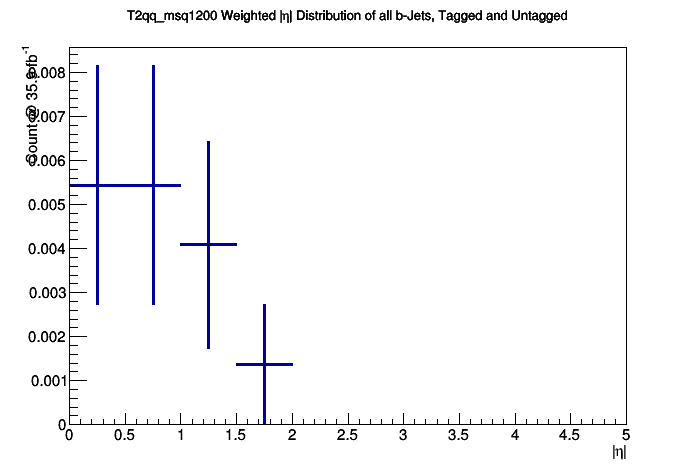 T2qq_msq1200 Weighted |η| Distribution of all b-Jets, Tagged and Untagged
Count @ 35.9 fb-1
0.008
0.007
0.006
0.005
0.004
0.003
0.002
0.001
0
0 0.5 1 1.5 2 2.5 3 3.5 4 4.5 5
|η|